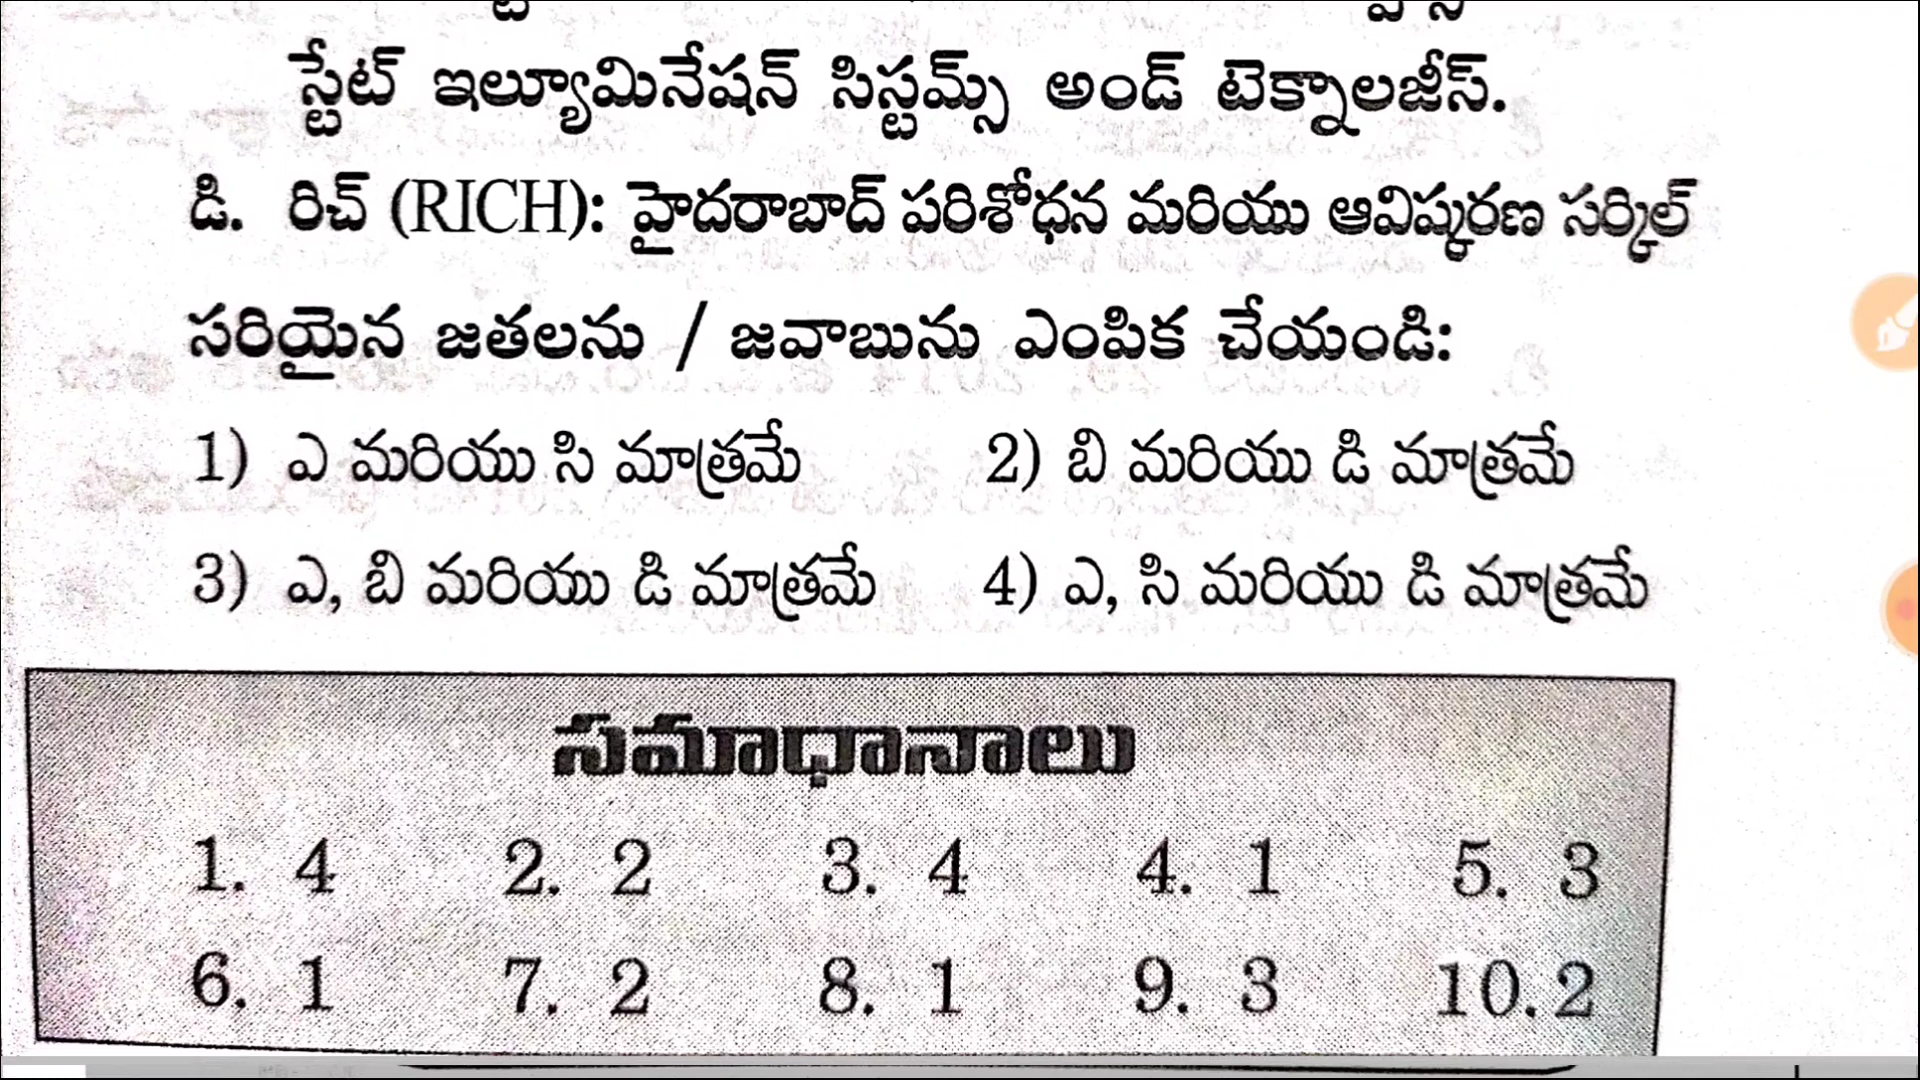 స్టేట్ ఇల్యూమినేషన్ సిస్టమ్స్ అండ్ టెక్నాలజీస్.
డి. రిచ్ (RICH): హైదరాబాద్ పరిశోధన మరియు ఆవిష్కరణ సర్కిల్
సరియైన జతలను / జవాబును ఎంపిక చేయండి:
1) ఎ మరియు సి మాత్రమే 2) బి మరియు డి మాత్రమే
3) ఎ, బి మరియు డి మాత్రమే 4) ఎ, సి మరియు డి మాత్రమే
సమాధానాలు
1. 4 2. 2 3. 4 4. 1 5. 3
6. 1 7. 2 8. 1 9. 3 10. 2